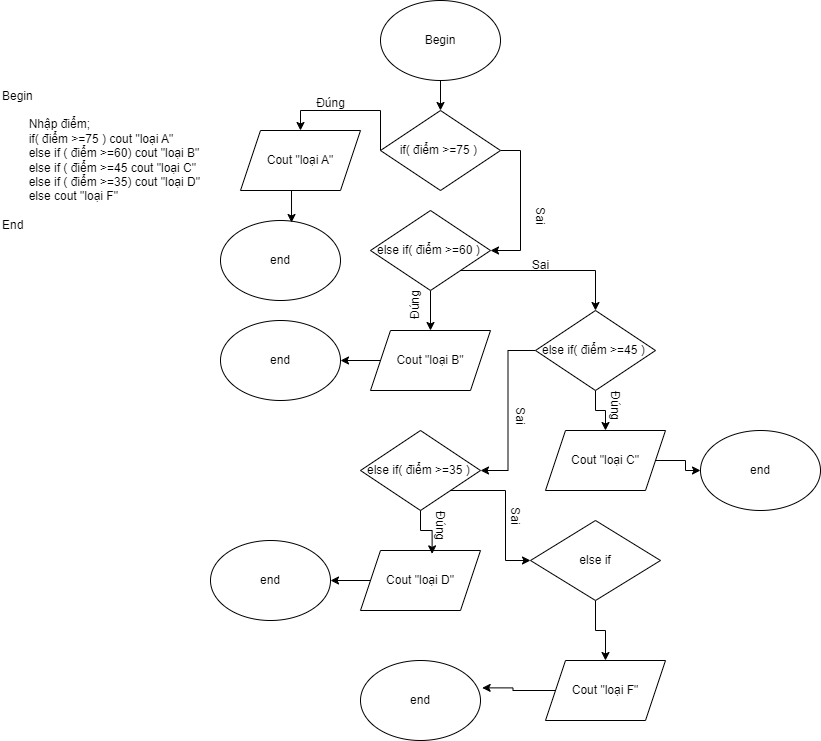 Begin
Nhập điểm;
if( điểm >=75 ) cout "loại A"
else if ( điểm >=60) cout "loại B"
else if ( điểm >=45 cout "loại C"
else if ( điểm >=35) cout "loại D"
else cout "loại F"
End
Begin
if( điểm >=75 )
Đúng
Cout "loại A"
end
Sai
else if( điểm >=60 )
Sai
Đúng
Cout "loại B"
end
else if( điểm >=45 )
Đúng
Cout "loại C"
end
Sai
else if( điểm >=35 )
Đúng
Sai
Cout "loại D"
end
else if
Cout "loại F"
end